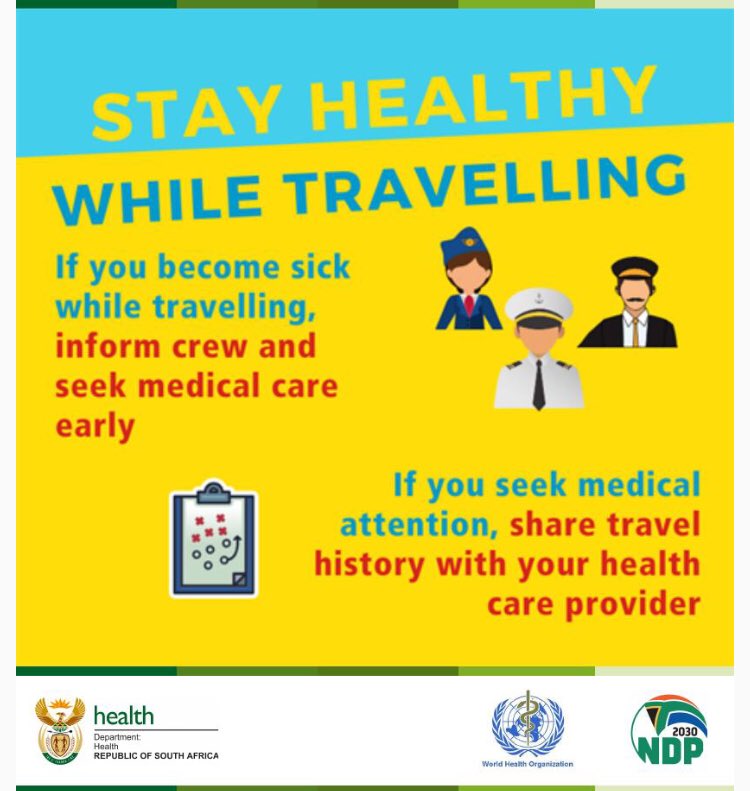 STAY HEALTHY
WHILE TRAVELLING
If you become sick
while travelling,
inform crew and
seek medical care
early
If you seek medical
attention, share travel
history with your health
care provider
health
Department:
Health
REPUBLIC OF SOUTH AFRICA
World Health Organization
2030
NDP